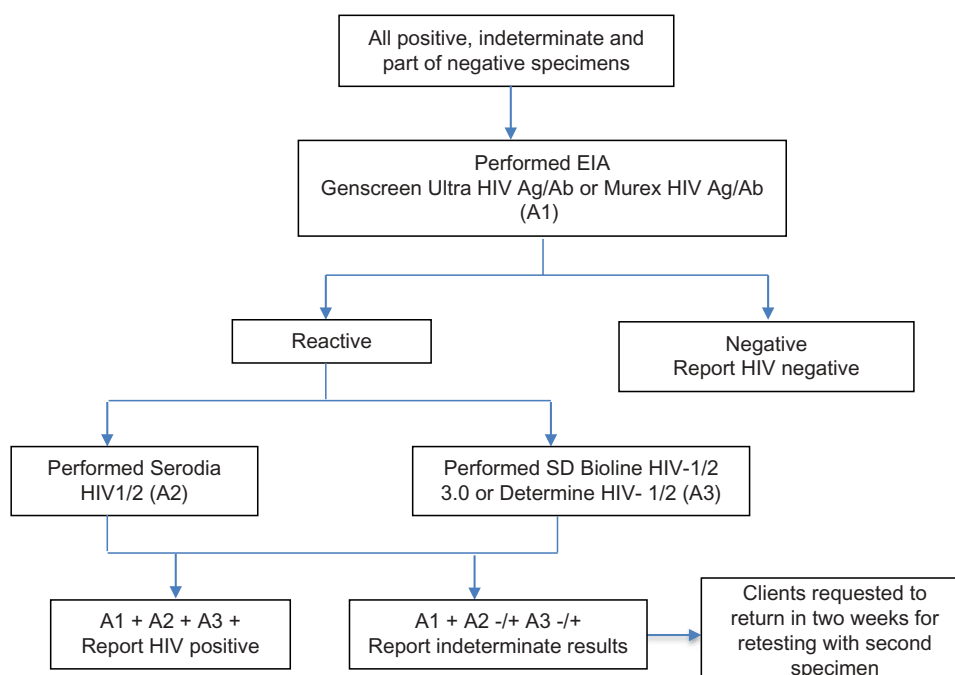 All positive, indeterminate and
part of negative specimens
Performed EIA
Genscreen Ultra HIV Ag/Ab or Murex HIV Ag/Ab
(A1)
Reactive
Negative
Report HIV negative
Performed Serodia
HIV1/2 (A2)
Performed SD Bioline HIV-1/2
3.0 or Determine HIV- 1/2 (A3)
A1 + A2 + A3 +
Report HIV positive
A1 + A2 -/+ A3 -/+
Report indeterminate results
Clients requested to
return in two weeks for
retesting with second
specimen